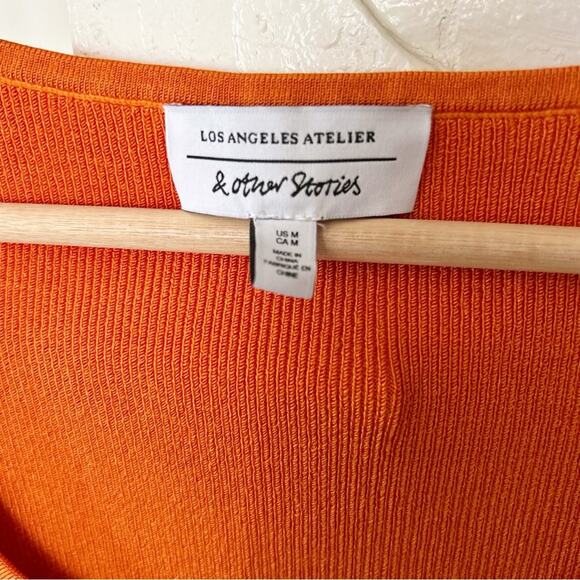 LOS ANGELES ATELIER
& other Stories
US M
CA M
MADE IN
CHINA
FABRIQUÉ EN
CHINE